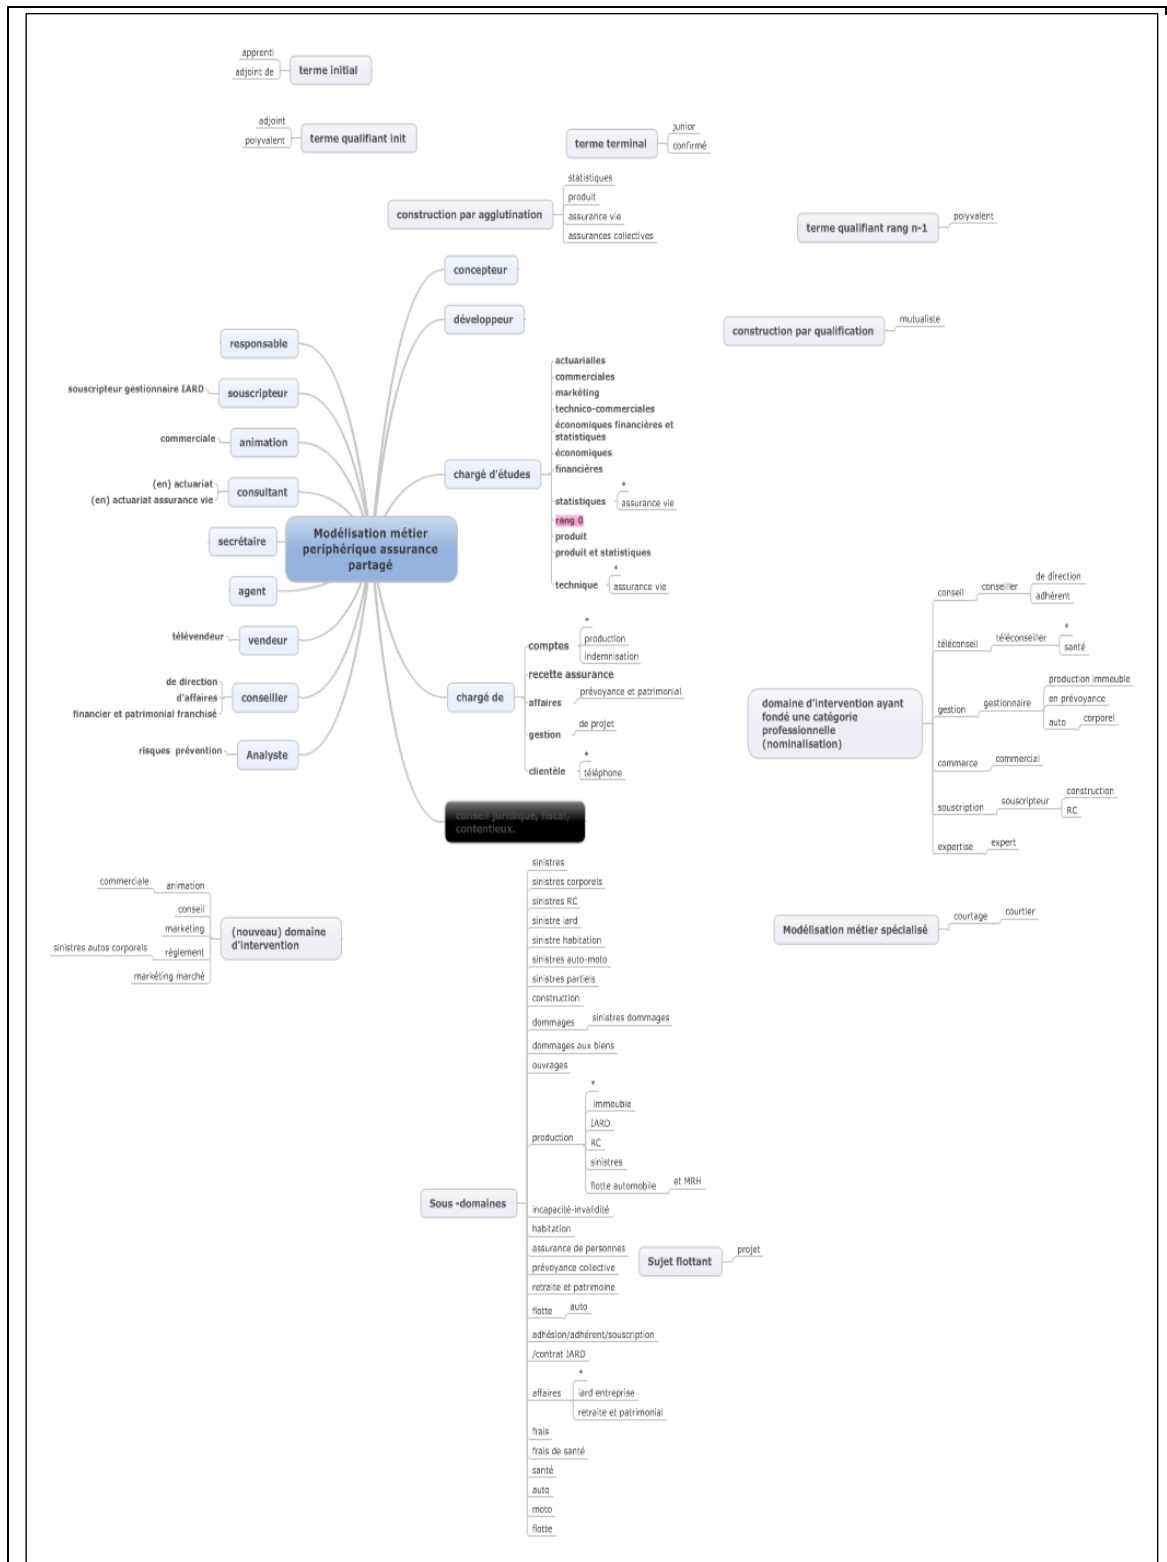 apprenti
adjoint de
terme initial
adjoint
polyvalent
terme qualifiant init
terme terminal
junior
confirmé
construction par agglutination
statistiques
produit
assurance vie
assurances collectives
terme qualifiant rang n-1
polyvalent
construction par qualification
mutualiste
Modélisation métier
periphérique assurance
partagé
concepteur
développeur
responsable
souscripteur gestionnaire IARD
souscripteur
commerciale
animation
(en) actuariat
(en) actuariat assurance vie
consultant
secrétaire
agent
télévendeur
vendeur
de direction
d'affaires
financier et patrimonial franchisé
conseiller
risques prévention
Analyste
chargé d'études
actuarialles
commerciales
markéting
technico-commerciales
économiques financières et
statistiques
économiques
financières
statistiques
*
assurance vie
rang 0
produit
produit et statistiques
technique
*
assurance vie
chargé de
comptes
*
production
indemnisation
recette assurance
affaires
prévoyance et patrimonial
gestion
de projet
clientèle
*
téléphone
conseil juridique, fiscal,
contentieux.
domaine d'intervention ayant
fondé une catégorie
professionnelle
(nominalisation)
conseil
conseiller
de direction
adhérent
téléconseil
téléconseiller
*
santé
gestion
gestionnaire
production immeuble
en prévoyance
auto
corporel
commerce
commercial
souscription
souscripteur
construction
RC
expertise
expert
(nouveau) domaine
d'intervention
commerciale
animation
conseil
marketing
sinistres autos corporels
règlement
markéting marché
Modélisation métier spécialisé
courtage
courtier
Sous -domaines
sinistres
sinistres corporels
sinistres RC
sinistre iard
sinistre habitation
sinistres auto-moto
sinistres partiels
construction
dommages
sinistres dommages
dommages aux biens
ouvrages
production
*
immeuble
IARD
RC
sinistres
flotte automobile
et MRH
incapacité-invalidité
habitation
assurance de personnes
prévoyance collective
retraite et patrimoine
flotte
auto
adhésion/adhérent/souscription
/contrat IARD
affaires
*
iard entreprise
retraite et patrimonial
frais
frais de santé
santé
auto
moto
flotte
Sujet flottant
projet